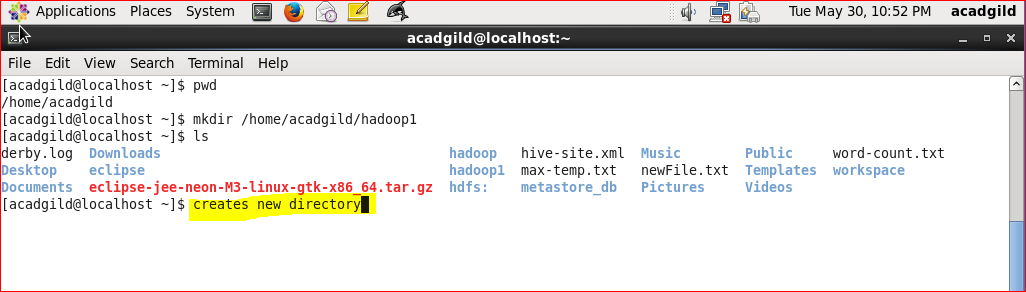 Applications Places System Tue May 30, 10:52 PM acadgild
acadgild@localhost:~
File Edit View Search Terminal Help
[acadgild@localhost ~]$ pwd
/home/acadgild
[acadgild@localhost ~]$ mkdir /home/acadgild/hadoop1
[acadgild@localhost ~]$ ls
derby.log Downloads hadoop hive-site.xml Music Public word-count.txt
Desktop eclipse hadoop1 max-temp.txt newFile.txt Templates workspace
Documents eclipse-jee-neon-M3-linux-gtk-x86_64.tar.gz hdfs: metastore_db Pictures Videos
[acadgild@localhost ~]$ creates new directory